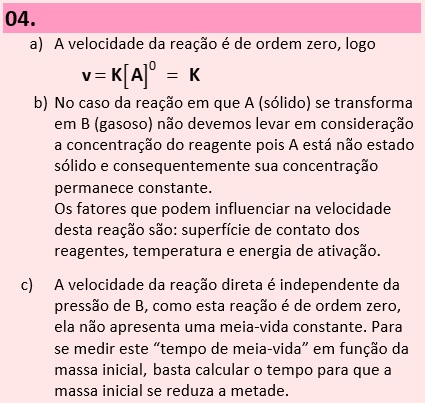 04.
a) A velocidade da reação é de ordem zero, logo
v = K[A]⁰ = K
b) No caso da reação em que A (sólido) se transforma
em B (gasoso) não devemos levar em consideração
a concentração do reagente pois A está não estado
sólido e consequentemente sua concentração
permanece constante.
Os fatores que podem influenciar na velocidade
desta reação são: superfície de contato dos
reagentes, temperatura e energia de ativação.
c) A velocidade da reação direta é independente da
pressão de B, como esta reação é de ordem zero,
ela não apresenta uma meia-vida constante. Para
se medir este “tempo de meia-vida” em função da
massa inicial, basta calcular o tempo para que a
massa inicial se reduza a metade.